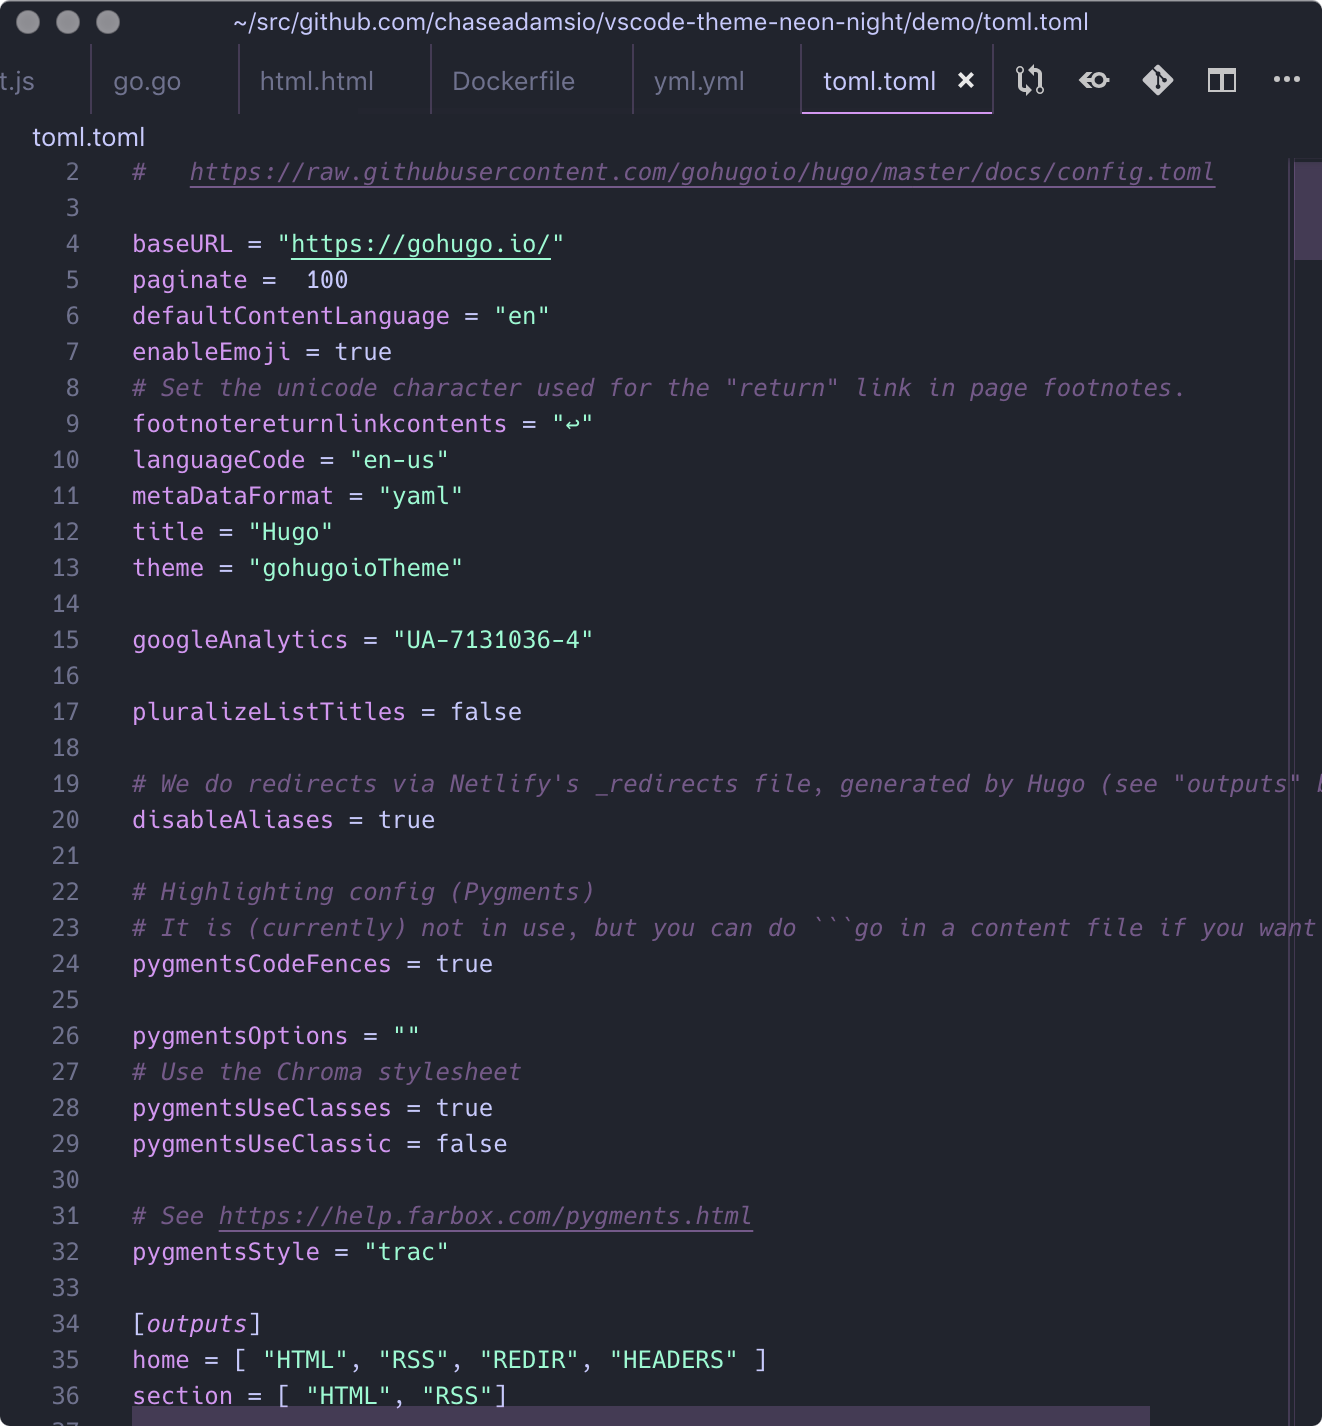 ~/src/github.com/chaseadamsio/vscode-theme-neon-night/demo/toml.toml
t.js go.go html.html Dockerfile yml.yml toml.toml
toml.toml
2 #   https://raw.githubusercontent.com/gohugoio/hugo/master/docs/config.toml
3
4 baseURL = "https://gohugo.io/"
5 paginate =  100
6 defaultContentLanguage = "en"
7 enableEmoji = true
8 # Set the unicode character used for the "return" link in page footnotes.
9 footnotereturnlinkcontents = "↩"
10 languageCode = "en-us"
11 metaDataFormat = "yaml"
12 title = "Hugo"
13 theme = "gohugoioTheme"
14
15 googleAnalytics = "UA-7131036-4"
16
17 pluralizeListTitles = false
18
19 # We do redirects via Netlify's _redirects file, generated by Hugo (see "outputs"
20 disableAliases = true
21
22 # Highlighting config (Pygments)
23 # It is (currently) not in use, but you can do ```go in a content file if you want
24 pygmentsCodeFences = true
25
26 pygmentsOptions = ""
27 # Use the Chroma stylesheet
28 pygmentsUseClasses = true
29 pygmentsUseClassic = false
30
31 # See https://help.farbox.com/pygments.html
32 pygmentsStyle = "trac"
33
34 [outputs]
35 home = [ "HTML", "RSS", "REDIR", "HEADERS" ]
36 section = [ "HTML", "RSS"]